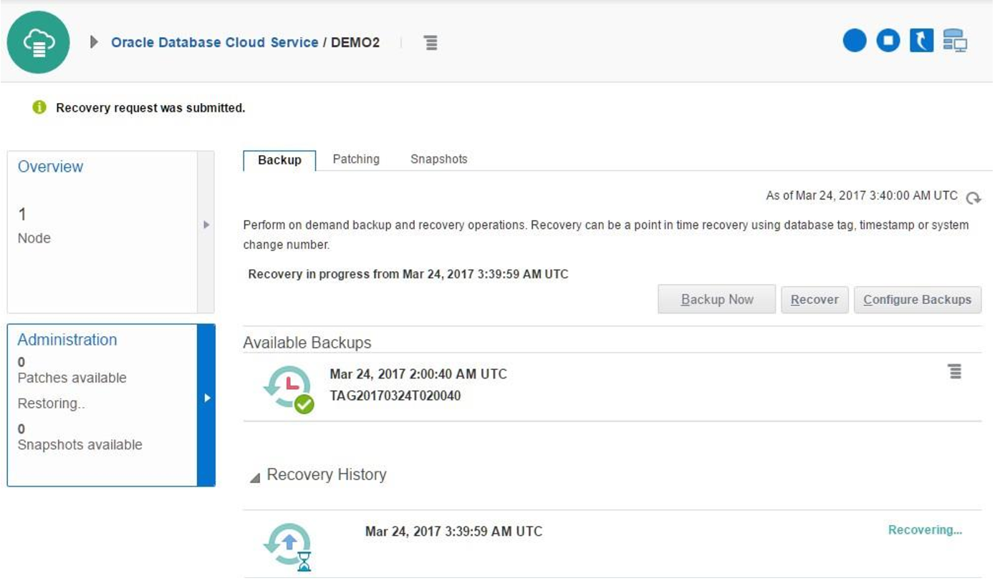 Oracle Database Cloud Service / DEMO2
Recovery request was submitted.
Overview
1
Node
Administration
0
Patches available
Restoring..
0
Snapshots available
Backup Patching Snapshots
As of Mar 24, 2017 3:40:00 AM UTC
Perform on demand backup and recovery operations. Recovery can be a point in time recovery using database tag, timestamp or system
change number.
Recovery in progress from Mar 24, 2017 3:39:59 AM UTC
Backup Now Recover Configure Backups
Available Backups
Mar 24, 2017 2:00:40 AM UTC
TAG20170324T020040
Recovery History
Mar 24, 2017 3:39:59 AM UTC Recovering...